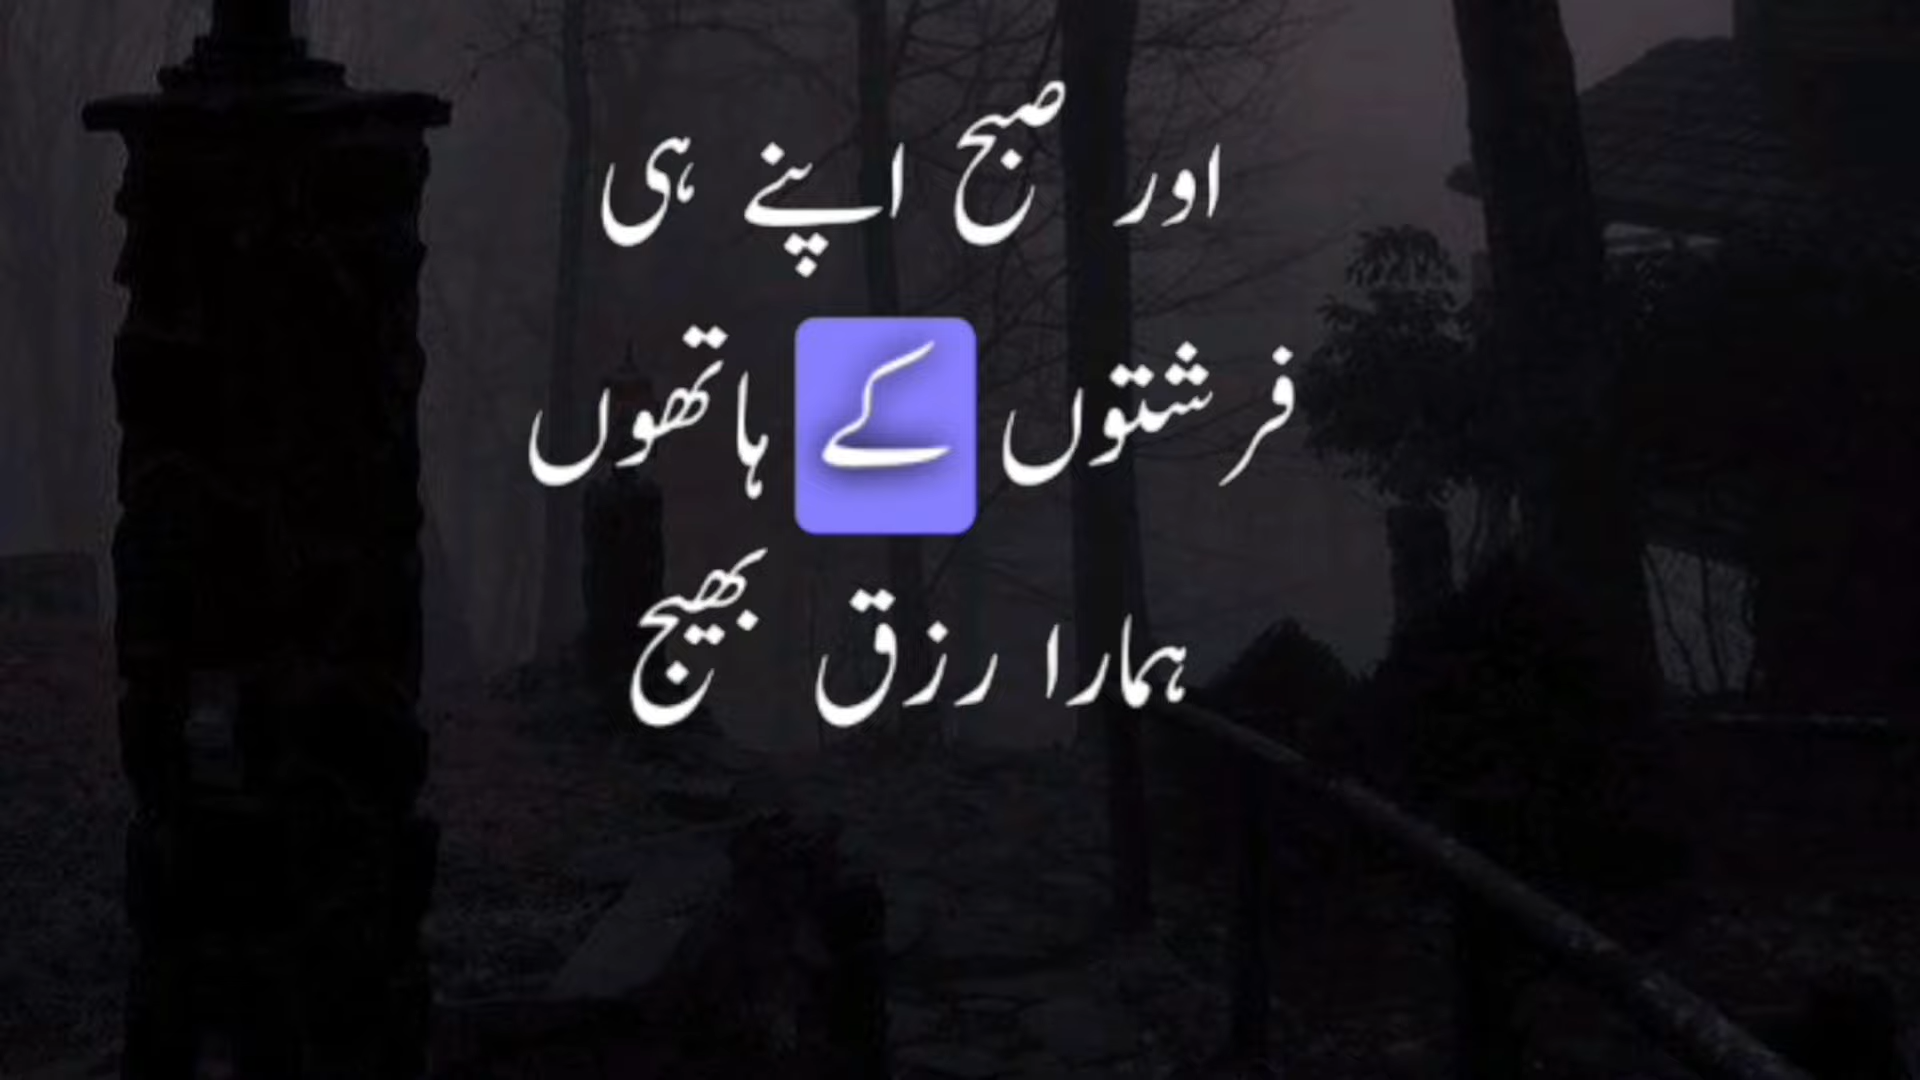 اور صبح اپنے ہی
فرشتوں کے ہاتھوں
ہمارا رزق بھیج